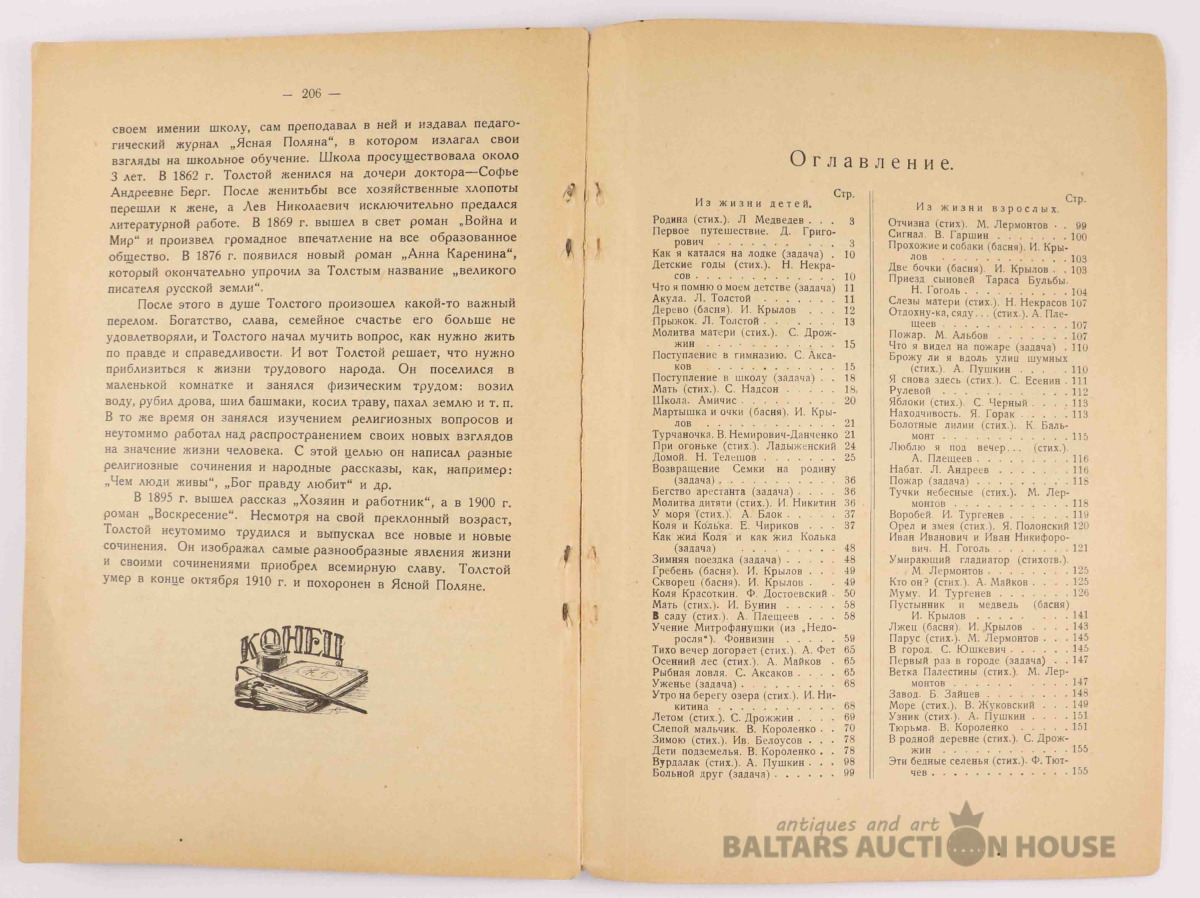 — 206 —
своем имении школу, сам преподавал в ней и издавал педаго-
гический журнал „Ясная Поляна“, в котором излагал свои
взгляды на школьное обучение. Школа просуществовала около
3 лет. В 1862 г. Толстой женился на дочери доктора—Софье
Андреевне Берг. После женитьбы все хозяйственные хлопоты
перешли к жене, а Лев Николаевич исключительно предался
литературной работе. В 1869 г. вышел в свет роман „Война и
Мир“ и произвел громадное впечатление на все образованное
общество. В 1876 г. появился новый роман „Анна Каренина“,
который окончательно упрочил за Толстым название „великого
писателя русской земли“.
После этого в душе Толстого произошел какой-то важный
перелом. Богатство, слава, семейное счастье его больше не
удовлетворяли, и Толстого начал мучить вопрос, как нужно жить
по правде и справедливости. И вот Толстой решает, что нужно
приблизиться к жизни трудового народа. Он поселился в
маленькой комнатке и занялся физическим трудом: возил
воду, рубил дрова, шил башмаки, косил траву, пахал землю и т. п.
В то же время он занялся изучением религиозных вопросов и
неутомимо работал над распространением своих новых взглядов
на значение жизни человека. С этой целью он написал разные
религиозные сочинения и народные рассказы, как, например:
„Чем люди живы“, „Бог правду любит“ и др.
В 1895 г. вышел рассказ „Хозяин и работник“, а в 1900 г.
роман „Воскресение“. Несмотря на свой преклонный возраст,
Толстой неутомимо трудился и выпускал все новые и новые
сочинения. Он изображал самые разнообразные явления жизни
и своими сочинениями приобрел всемирную славу. Толстой
умер в конце октября 1910 г. и похоронен в Ясной Поляне.
КОНЕЦ
Оглавление.
Стр.
Из жизни детей.
Родина (стих.). Л Медведев . . . 3
Первое путешествие. Д. Григо-
рович . . . . . . . . 3
Как я катался на лодке (задача) . 10
Детские годы (стих.). Н. Некра-
сов . . . . . . . . . 10
Что я помню о моем детстве (задача) 11
Акула. Л. Толстой . . . . . . . 11
Дерево (басня). И. Крылов . . . 12
Прыжок. Л. Толстой . . . . . . 13
Молитва матери (стих.). С. Дрож-
жин . . . . . . . . . 15
Поступление в гимназию. С. Акса-
ков . . . . . . . . . 15
Поступление в школу (задача) . . 18
Мать (стих.). С. Надсон . . . . 18
Школа. Амичис . . . . . . . . 20
Мартышка и очки (басня). И. Кры-
лов . . . . . . . . . 21
Турчаночка. В. Немирович-Данченко 21
При огоньке (стих.). Ладыженский 24
Домой. Н. Телешов . . . . . . 25
Возвращение Семки на родину
(задача) . . . . . . . . 36
Бегство арестанта (задача) . . . . 36
Молитва дитяти (стих.). И. Никитин 36
У моря (стих.). А. Блок . . . . 37
Коля и Колька. Е. Чириков . . . 37
Как жил Коля и как жил Колька
(задача) . . . . . . . . 48
Зимняя поездка (задача) . . . . . 48
Гребень (басня). И. Крылов . . . 49
Скворец (басня). И. Крылов . . . 49
Коля Красоткин. Ф. Достоевский . 50
Мать (стих.). И. Бунин . . . . . 58
В саду (стих.). А. Плещеев . . . 58
Учение Митрофанушки (из „Недо-
росля“). Фонвизин . . . . 59
Тихо вечер догорает (стих.). А. Фет 65
Осенний лес (стих.). А. Майков . 65
Рыбная ловля. С. Аксаков . . . 65
Уженье (задача) . . . . . . . . 68
Утро на берегу озера (стих.). И. Ни-
китина . . . . . . . . 68
Летом (стих.). С. Дрожжин . . . . 69
Слепой мальчик. В. Короленко . . 70
Зимою (стих.). Ив. Белоусов . . . 78
Дети подземелья. В. Короленко . . 78
Вурдалак (стих.). А. Пушкин . . . 98
Больной друг (задача) . . . . . . 99
Стр.
Из жизни взрослых.
Отчизна (стих). М. Лермонтов . . 99
Сигнал. В. Гаршин . . . . . . . 100
Прохожие и собаки (басня). И. Кры-
лов . . . . . . . . . 103
Две бочки (басня). И. Крылов . . 103
Приезд сыновей Тараса Бульбы.
Н. Гоголь . . . . . . . . 104
Слезы матери (стих.). Н. Некрасов 107
Отдохну-ка, сяду... (стих.). А. Пле-
щеев . . . . . . . . . 107
Пожар. М. Альбов . . . . . . . 107
Что я видел на пожаре (задача) . 110
Брожу ли я вдоль улиц шумных
(стих.). А. Пушкин . . . . . 110
Я снова здесь (стих.). С. Есенин . 111
Рулевой . . . . . . . . . . 112
Яблоки (стих.). С. Черный . . . . 113
Находчивость. Я. Горак . . . . . 113
Болотные лилии (стих.). К. Баль-
монт . . . . . . . . . 115
Люблю я под вечер... (стих.).
А. Плещеев . . . . . . . 116
Набат. Л. Андреев . . . . . . . 116
Пожар (задача) . . . . . . . . 118
Тучки небесные (стих.). М. Лер-
монтов . . . . . . . . . 118
Воробей. И. Тургенев . . . . . 119
Орел и змея (стих.). Я. Полонский 120
Иван Иванович и Иван Никифоро-
вич. Н. Гоголь . . . . . . 121
Умирающий гладиатор (стихотв.).
М. Лермонтов . . . . . . 125
Кто он? (стих.). А. Майков . . . . 125
Муму. И. Тургенев . . . . . . . 126
Пустынник и медведь (басня)
И. Крылов . . . . . . . 141
Лжец (басня). И. Крылов . . . . 143
Парус (стих.). М. Лермонтов . . . 145
В город. С. Юшкевич . . . . . . 145
Первый раз в городе (задача) . . 147
Ветка Палестины (стих.). М. Лер-
монтов . . . . . . . . . 147
Завод. Б. Зайцев . . . . . . . 148
Море (стих.). В. Жуковский . . . 149
Узник (стих.). А. Пушкин . . . . 151
Тюрьма. В. Короленко . . . . . 151
В родной деревне (стих.). С. Дрож-
жин . . . . . . . . . 155
Эти бедные селенья (стих.). Ф. Тют-
чев . . . . . . . . . . 155
antiques and art
BALTARS AUCTION HOUSE